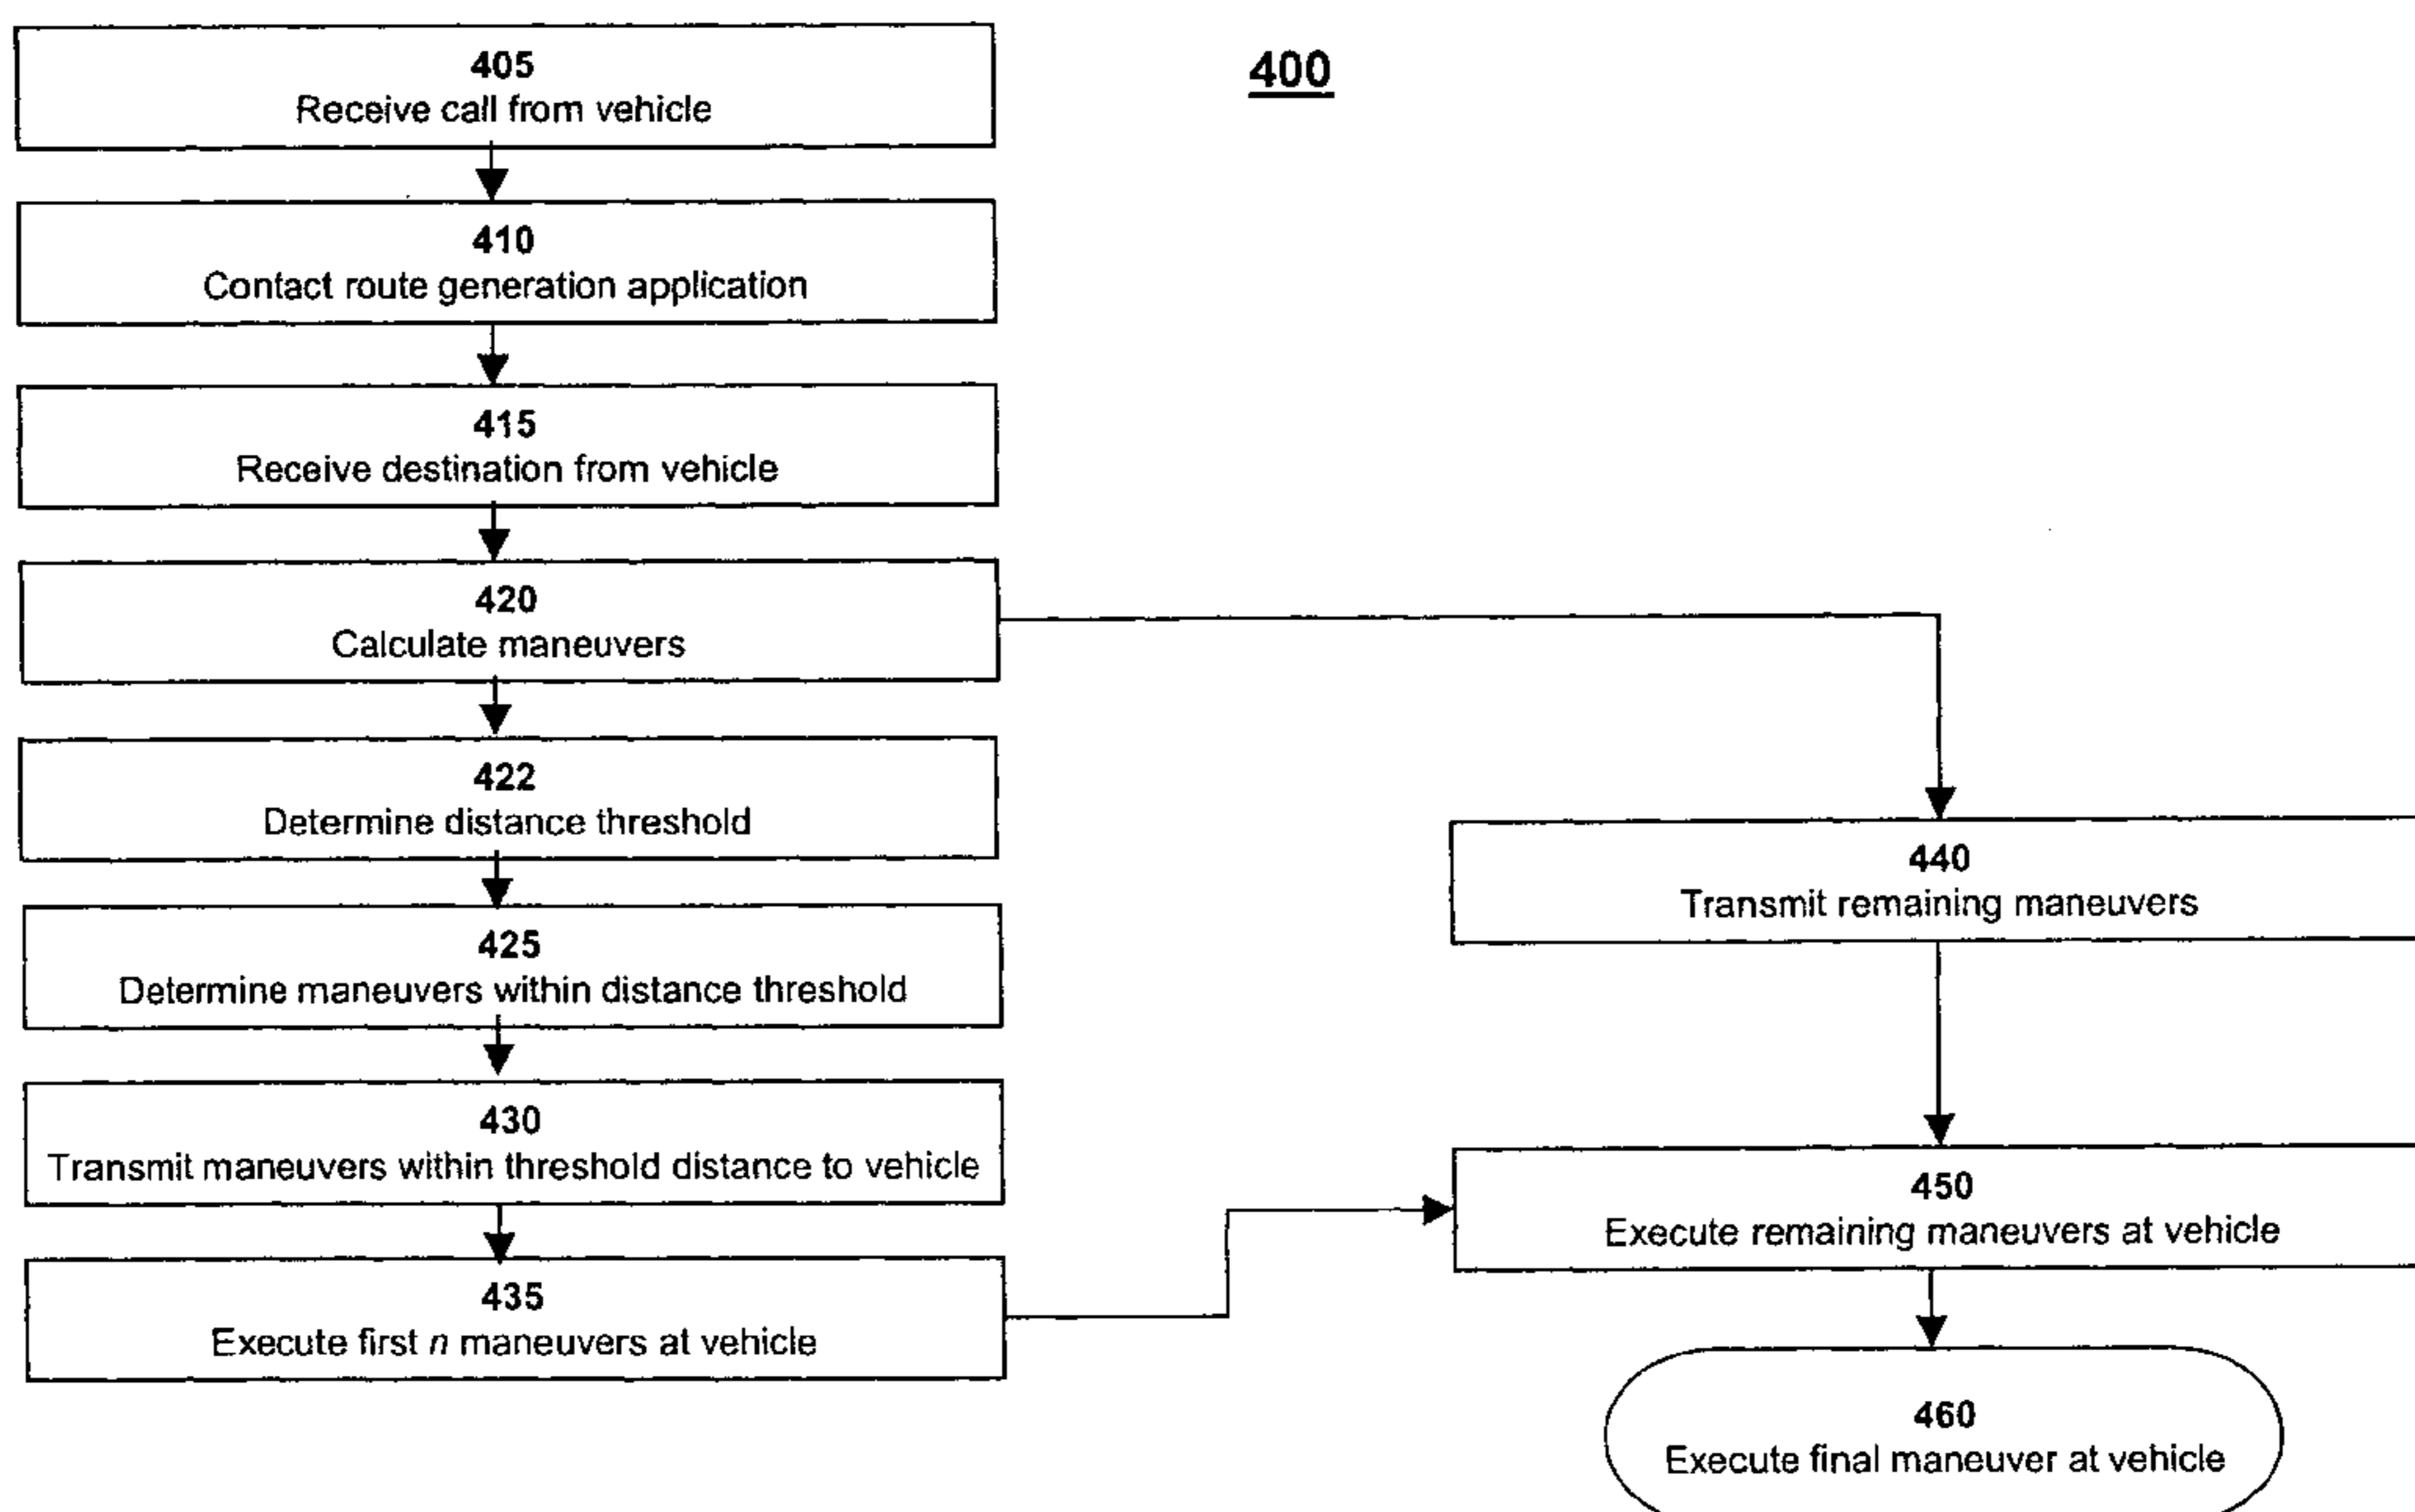 400
405
Receive call from vehicle
410
Contact route generation application
415
Receive destination from vehicle
420
Calculate maneuvers
422
Determine distance threshold
425
Determine maneuvers within distance threshold
430
Transmit maneuvers within threshold distance to vehicle
435
Execute first n maneuvers at vehicle
440
Transmit remaining maneuvers
450
Execute remaining maneuvers at vehicle
460
Execute final maneuver at vehicle